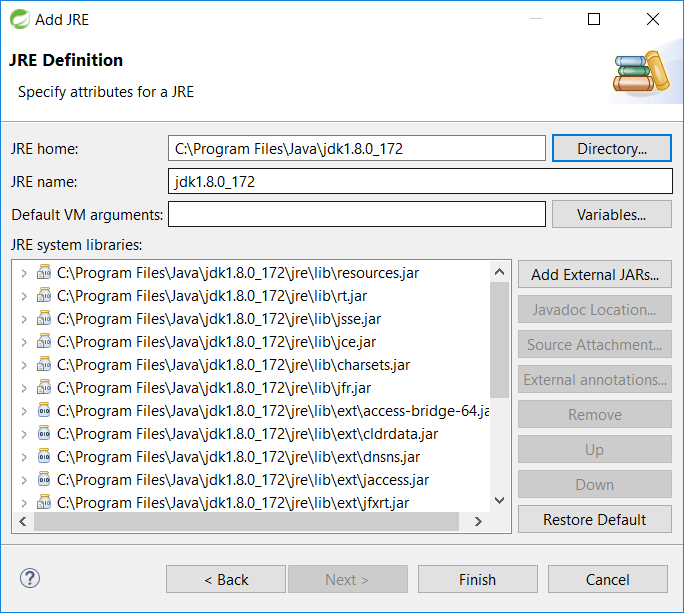 Add JRE
JRE Definition
Specify attributes for a JRE
JRE home: C:\Program Files\Java\jdk1.8.0_172 Directory...
JRE name: jdk1.8.0_172
Default VM arguments: Variables...
JRE system libraries:
C:\Program Files\Java\jdk1.8.0_172\jre\lib\resources.jar
C:\Program Files\Java\jdk1.8.0_172\jre\lib\rt.jar
C:\Program Files\Java\jdk1.8.0_172\jre\lib\jsse.jar
C:\Program Files\Java\jdk1.8.0_172\jre\lib\jce.jar
C:\Program Files\Java\jdk1.8.0_172\jre\lib\charsets.jar
C:\Program Files\Java\jdk1.8.0_172\jre\lib\jfr.jar
C:\Program Files\Java\jdk1.8.0_172\jre\lib\ext\access-bridge-64.ja
C:\Program Files\Java\jdk1.8.0_172\jre\lib\ext\cldrdata.jar
C:\Program Files\Java\jdk1.8.0_172\jre\lib\ext\dnsns.jar
C:\Program Files\Java\jdk1.8.0_172\jre\lib\ext\jaccess.jar
C:\Program Files\Java\jdk1.8.0_172\jre\lib\ext\jfxrt.jar
Add External JARs...
Javadoc Location...
Source Attachment...
External annotations...
Remove
Up
Down
Restore Default
? < Back Next > Finish Cancel